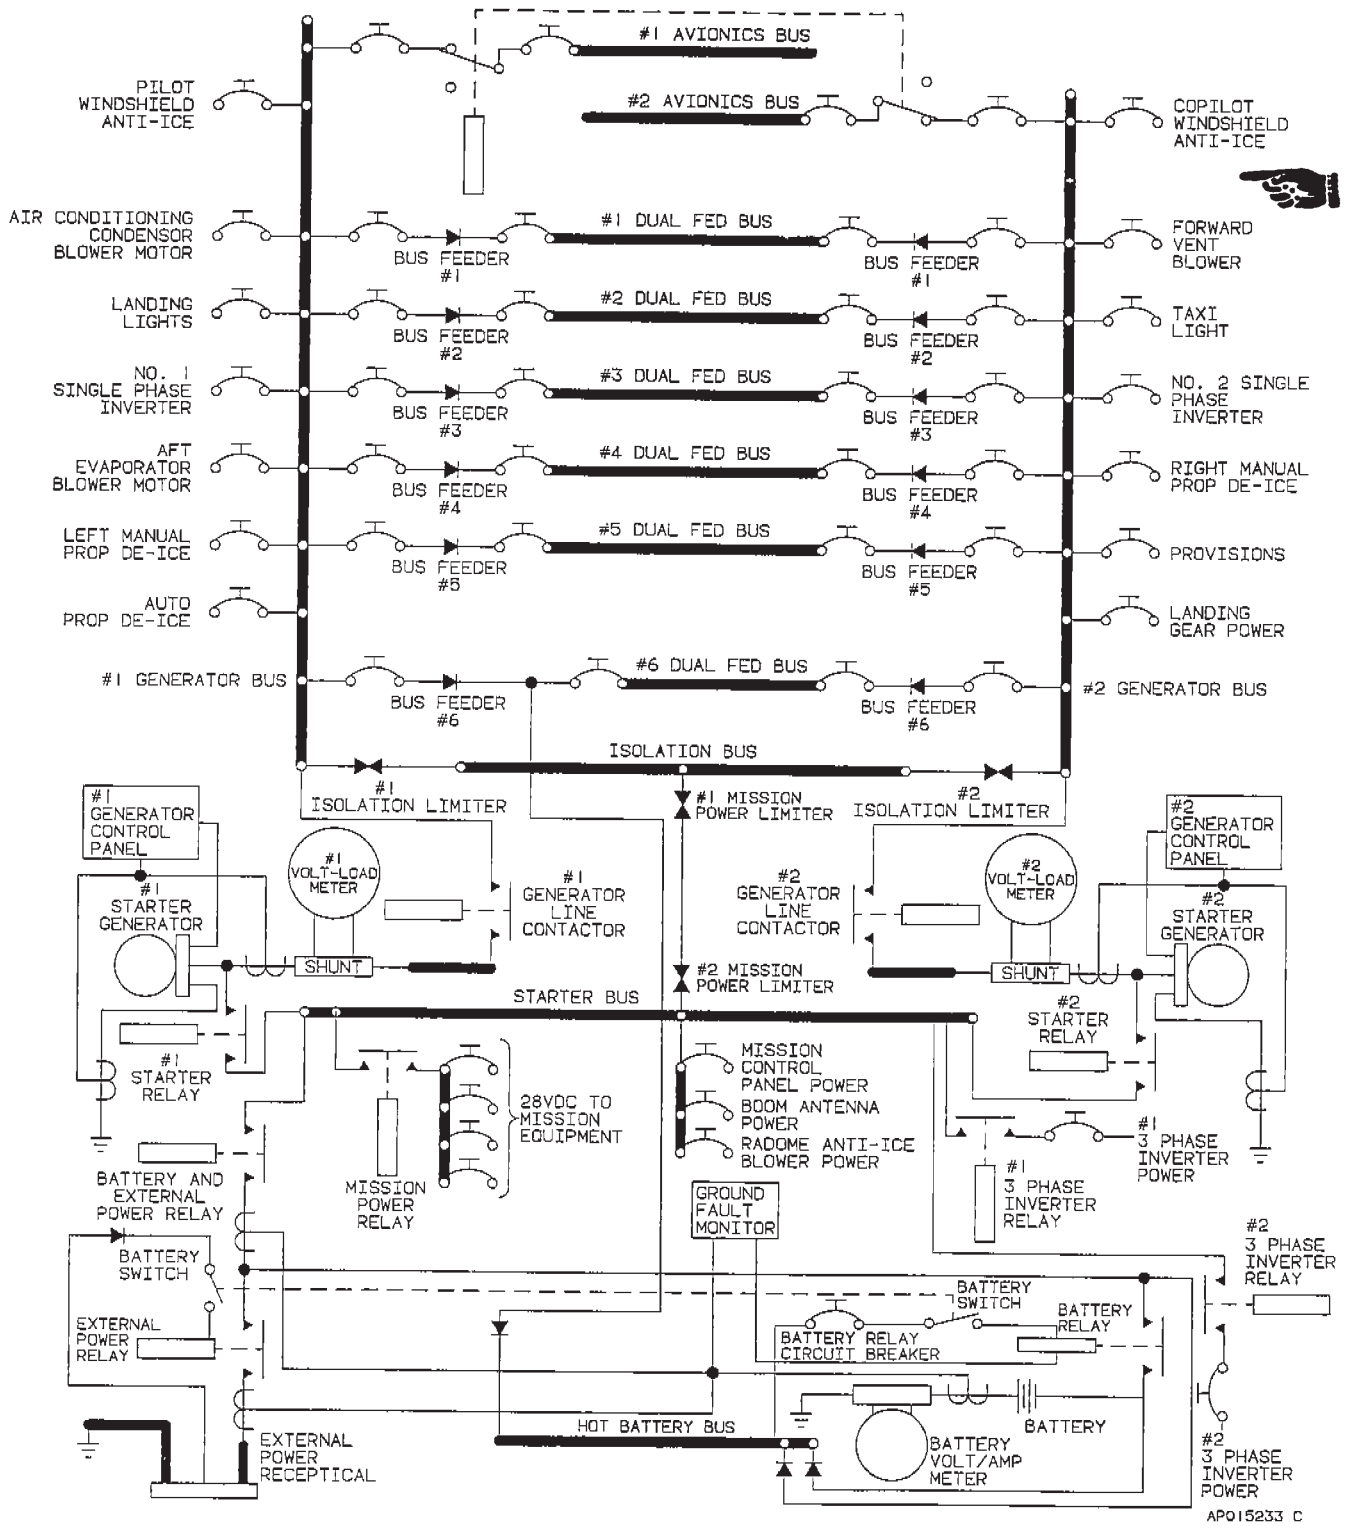 #1 AVIONICS BUS
PILOT
WINDSHIELD
ANTI-ICE
#2 AVIONICS BUS
COPILOT
WINDSHIELD
ANTI-ICE
AIR CONDITIONING
CONDENSOR
BLOWER MOTOR
#1 DUAL FED BUS
BUS FEEDER
#1
BUS FEEDER
#1
FORWARD
VENT
BLOWER
LANDING
LIGHTS
#2 DUAL FED BUS
BUS FEEDER
#2
BUS FEEDER
#2
TAXI
LIGHT
NO. 1
SINGLE PHASE
INVERTER
#3 DUAL FED BUS
BUS FEEDER
#3
BUS FEEDER
#3
NO. 2 SINGLE
PHASE
INVERTER
AFT
EVAPORATOR
BLOWER MOTOR
#4 DUAL FED BUS
BUS FEEDER
#4
BUS FEEDER
#4
RIGHT MANUAL
PROP DE-ICE
LEFT MANUAL
PROP DE-ICE
#5 DUAL FED BUS
BUS FEEDER
#5
BUS FEEDER
#5
PROVISIONS
AUTO
PROP DE-ICE
LANDING
GEAR POWER
#1 GENERATOR BUS
#6 DUAL FED BUS
BUS FEEDER
#6
BUS FEEDER
#6
#2 GENERATOR BUS
ISOLATION BUS
#1
ISOLATION LIMITER
#1 MISSION
POWER LIMITER
#2
ISOLATION LIMITER
#1
GENERATOR
CONTROL
PANEL
#2
GENERATOR
CONTROL
PANEL
#1
VOLT-LOAD
METER
#2
VOLT-LOAD
METER
#1
STARTER
GENERATOR
#1
GENERATOR
LINE
CONTACTOR
#2
GENERATOR
LINE
CONTACTOR
#2
STARTER
GENERATOR
SHUNT
#2 MISSION
POWER LIMITER
SHUNT
STARTER BUS
#2
STARTER
RELAY
#1
STARTER
RELAY
MISSION
CONTROL
PANEL POWER
BOOM ANTENNA
POWER
RADOME ANTI-ICE
BLOWER POWER
28VDC TO
MISSION
EQUIPMENT
#1
3 PHASE
INVERTER
POWER
#1
3 PHASE
INVERTER
RELAY
BATTERY AND
EXTERNAL
POWER RELAY
MISSION
POWER
RELAY
GROUND
FAULT
MONITOR
#2
3 PHASE
INVERTER
RELAY
BATTERY
SWITCH
BATTERY
SWITCH
BATTERY
RELAY
EXTERNAL
POWER
RELAY
BATTERY RELAY
CIRCUIT BREAKER
HOT BATTERY BUS
BATTERY
EXTERNAL
POWER
RECEPTICAL
BATTERY
VOLT/AMP
METER
#2
3 PHASE
INVERTER
POWER
AP015233 C